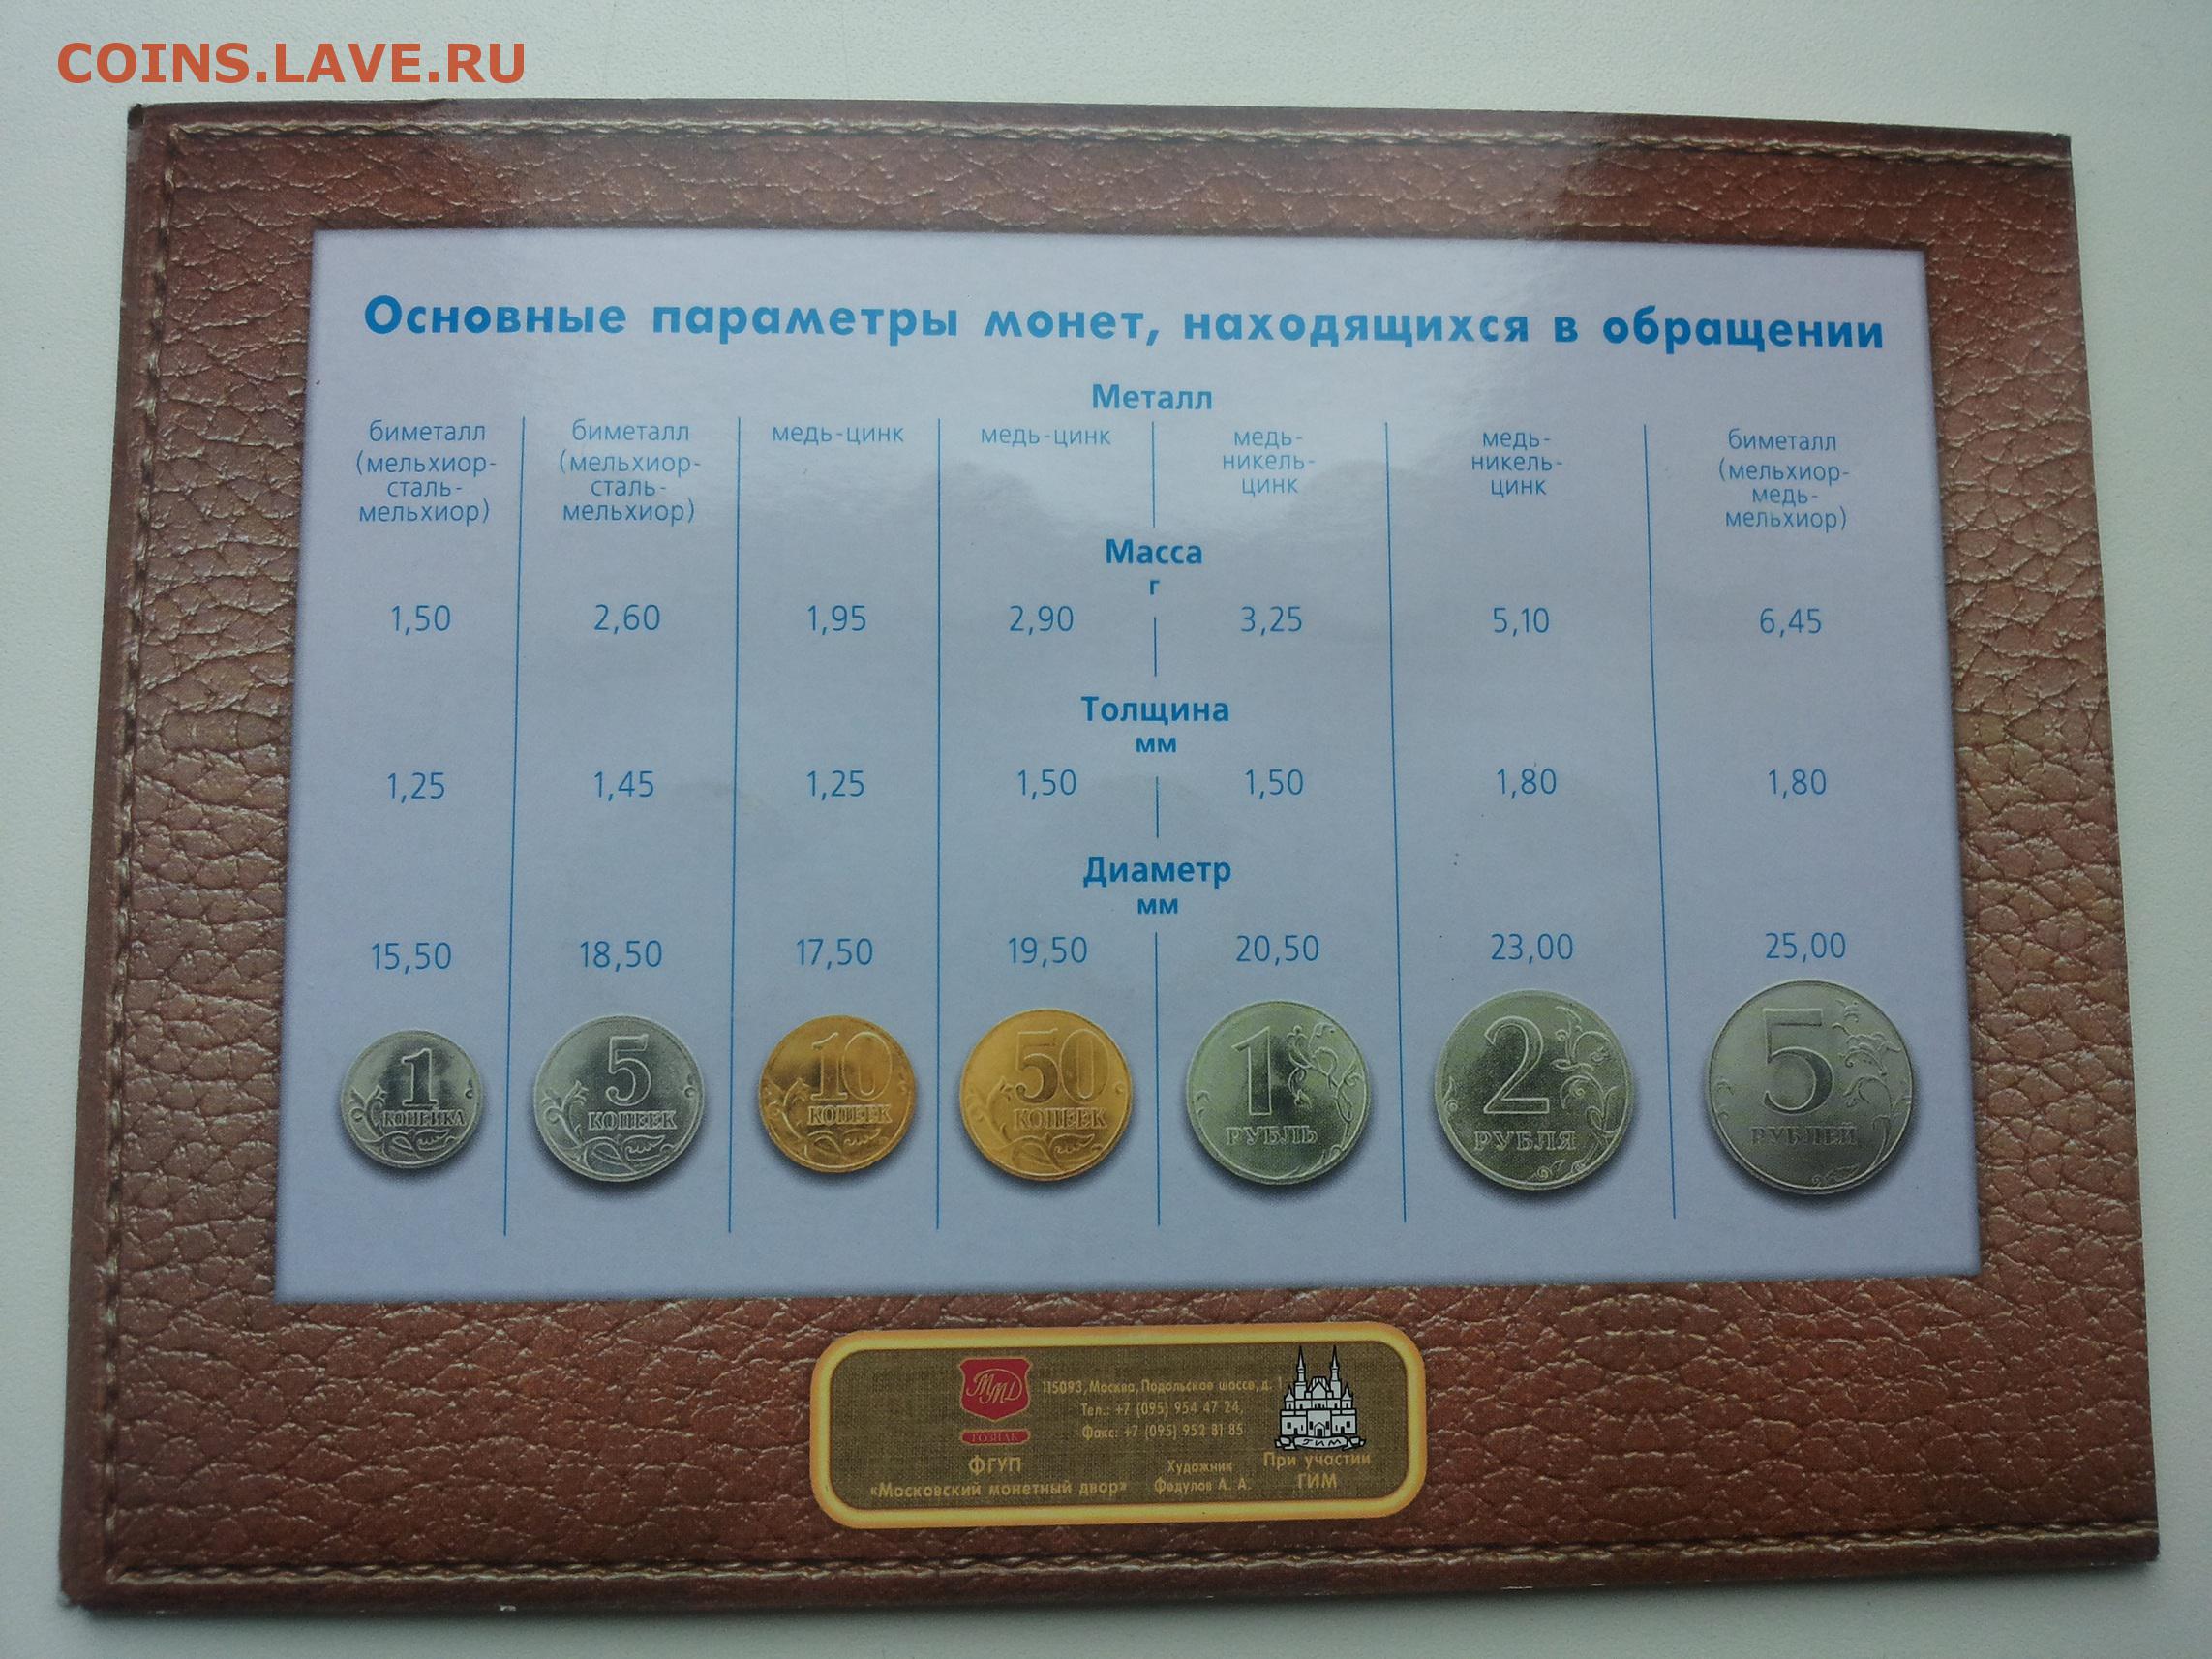 COINS.LAVE.RU
Основные параметры монет, находящихся в обращении
Металл
биметалл
(мельхиор-
сталь-
мельхиор)
биметалл
(мельхиор-
сталь-
мельхиор)
медь-цинк
медь-цинк
медь-
никель-
цинк
медь-
никель-
цинк
биметалл
(мельхиор-
медь-
мельхиор)
Масса
г
1,50 2,60 1,95 2,90 3,25 5,10 6,45
Толщина
мм
1,25 1,45 1,25 1,50 1,50 1,80 1,80
Диаметр
мм
15,50 18,50 17,50 19,50 20,50 23,00 25,00
1
КОПЕЙКА
5
КОПЕЕК
10
КОПЕЕК
50
КОПЕЕК
1
РУБЛЬ
2
РУБЛЯ
5
РУБЛЕЙ
ММД
ГОЗНАК
ФГУП
«Московский монетный двор»
115093, Москва, Подольское шоссе, д. 1
Тел.: +7 (095) 954 47 24,
Факс: +7 (095) 952 81 85
Художник
Федулов А. А.
ГИМ
При участии
ГИМ